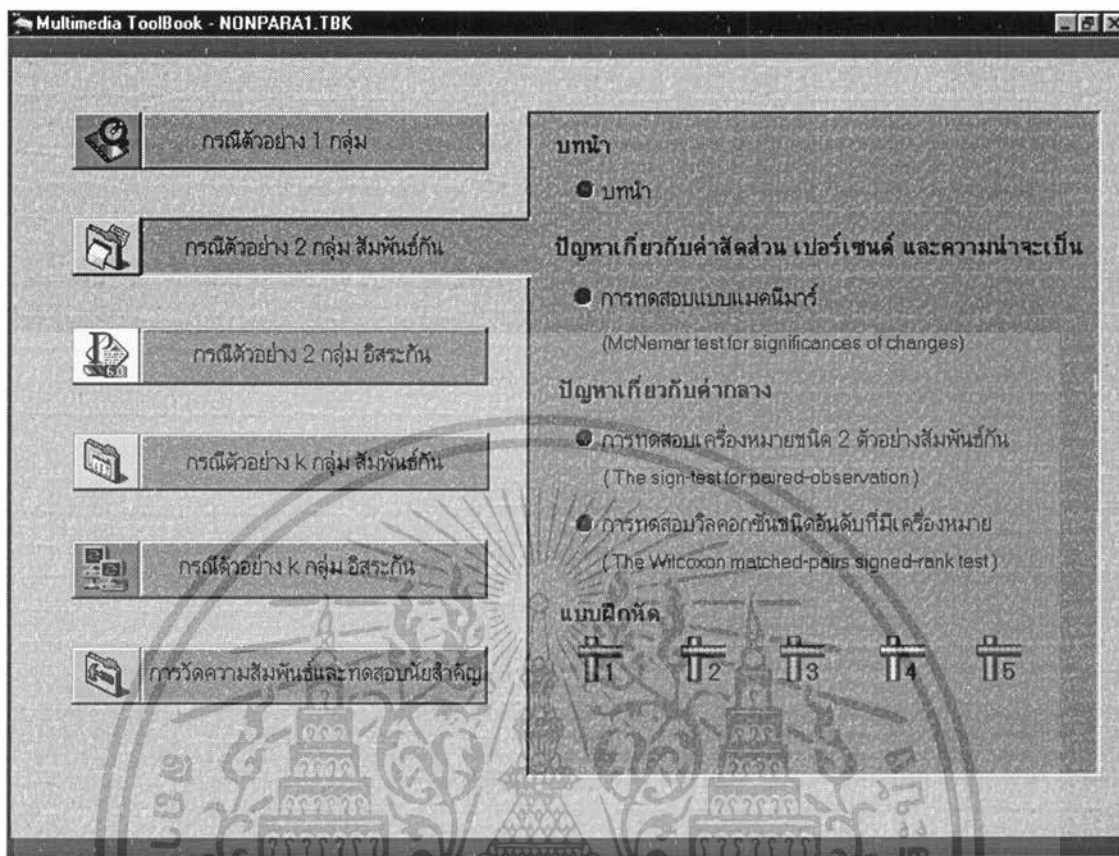 Multimedia ToolBook - NONPARA1.TBK
กรณีตัวอย่าง 1 กลุ่ม
กรณีตัวอย่าง 2 กลุ่ม สัมพันธ์กัน
กรณีตัวอย่าง 2 กลุ่ม อิสระกัน
กรณีตัวอย่าง k กลุ่ม สัมพันธ์กัน
กรณีตัวอย่าง k กลุ่ม อิสระกัน
การวัดความสัมพันธ์และทดสอบนัยสำคัญ
บทนำ
บทนำ
ปัญหาเกี่ยวกับค่าสัดส่วน เปอร์เซนต์ และความน่าจะเป็น
การทดสอบแบบแมคนีมาร์
(McNemar test for significances of changes)
ปัญหาเกี่ยวกับค่ากลาง
การทดสอบเครื่องหมายชนิด 2 ตัวอย่างสัมพันธ์กัน
(The sign-test for paired-observation)
การทดสอบวิลคอกซันชนิดอันดับที่มีเครื่องหมาย
(The Wilcoxon matched-pairs signed-rank test)
แบบฝึกหัด
1 2 3 4 5